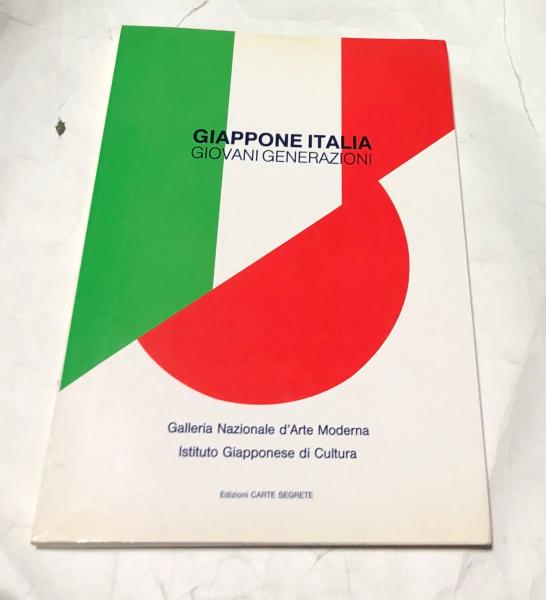 GIAPPONE ITALIA
GIOVANI GENERAZIONI
Galleria Nazionale d'Arte Moderna
Istituto Giapponese di Cultura
Edizioni CARTE SEGRETE